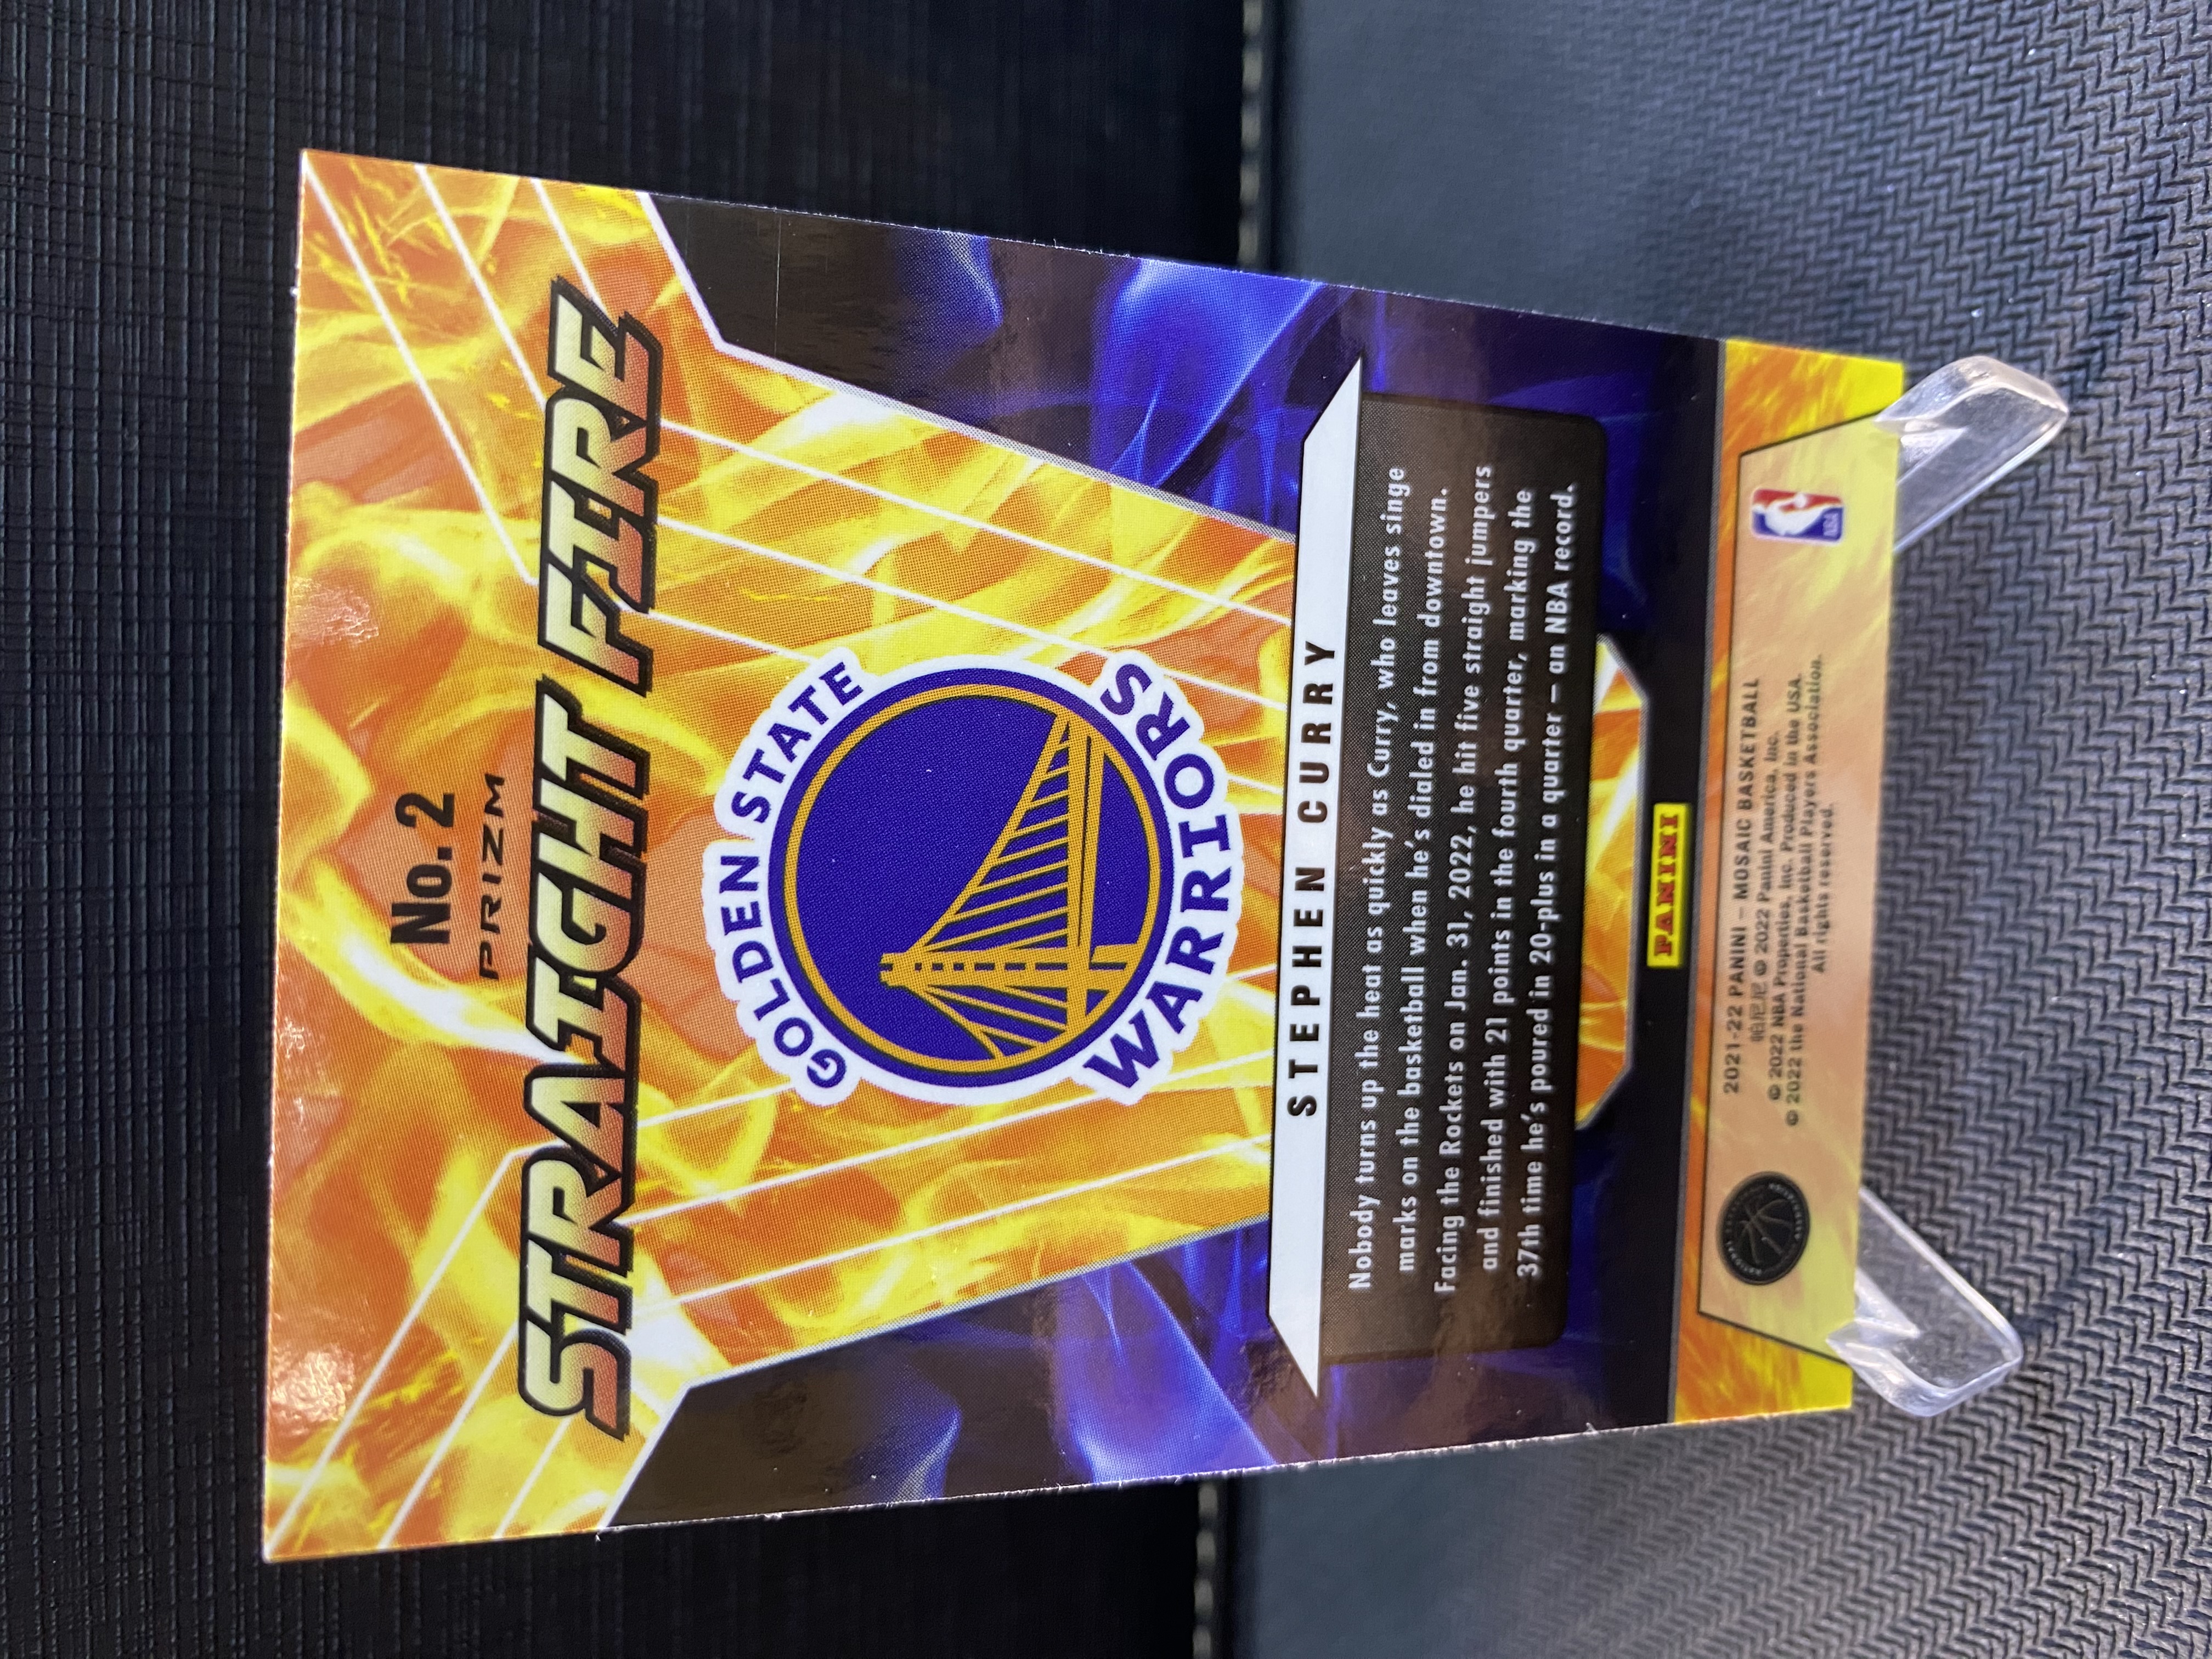 No. 2
PRIZM
STRAIGHT FIRE
GOLDEN STATE
WARRIORS
STEPHEN CURRY
Nobody turns up the heat as quickly as Curry, who leaves singe
marks on the basketball when he's dialed in from downtown.
Facing the Rockets on Jan. 31, 2022, he hit five straight jumpers
and finished with 21 points in the fourth quarter, marking the
37th time he's poured in 20-plus in a quarter – an NBA record.
PANINI
2021-22 PANINI – MOSAIC BASKETBALL
帕尼尼 © 2022 Panini America, Inc.
© 2022 NBA Properties, Inc. Produced in the USA.
© 2022 the National Basketball Players Association.
All rights reserved.
NBA